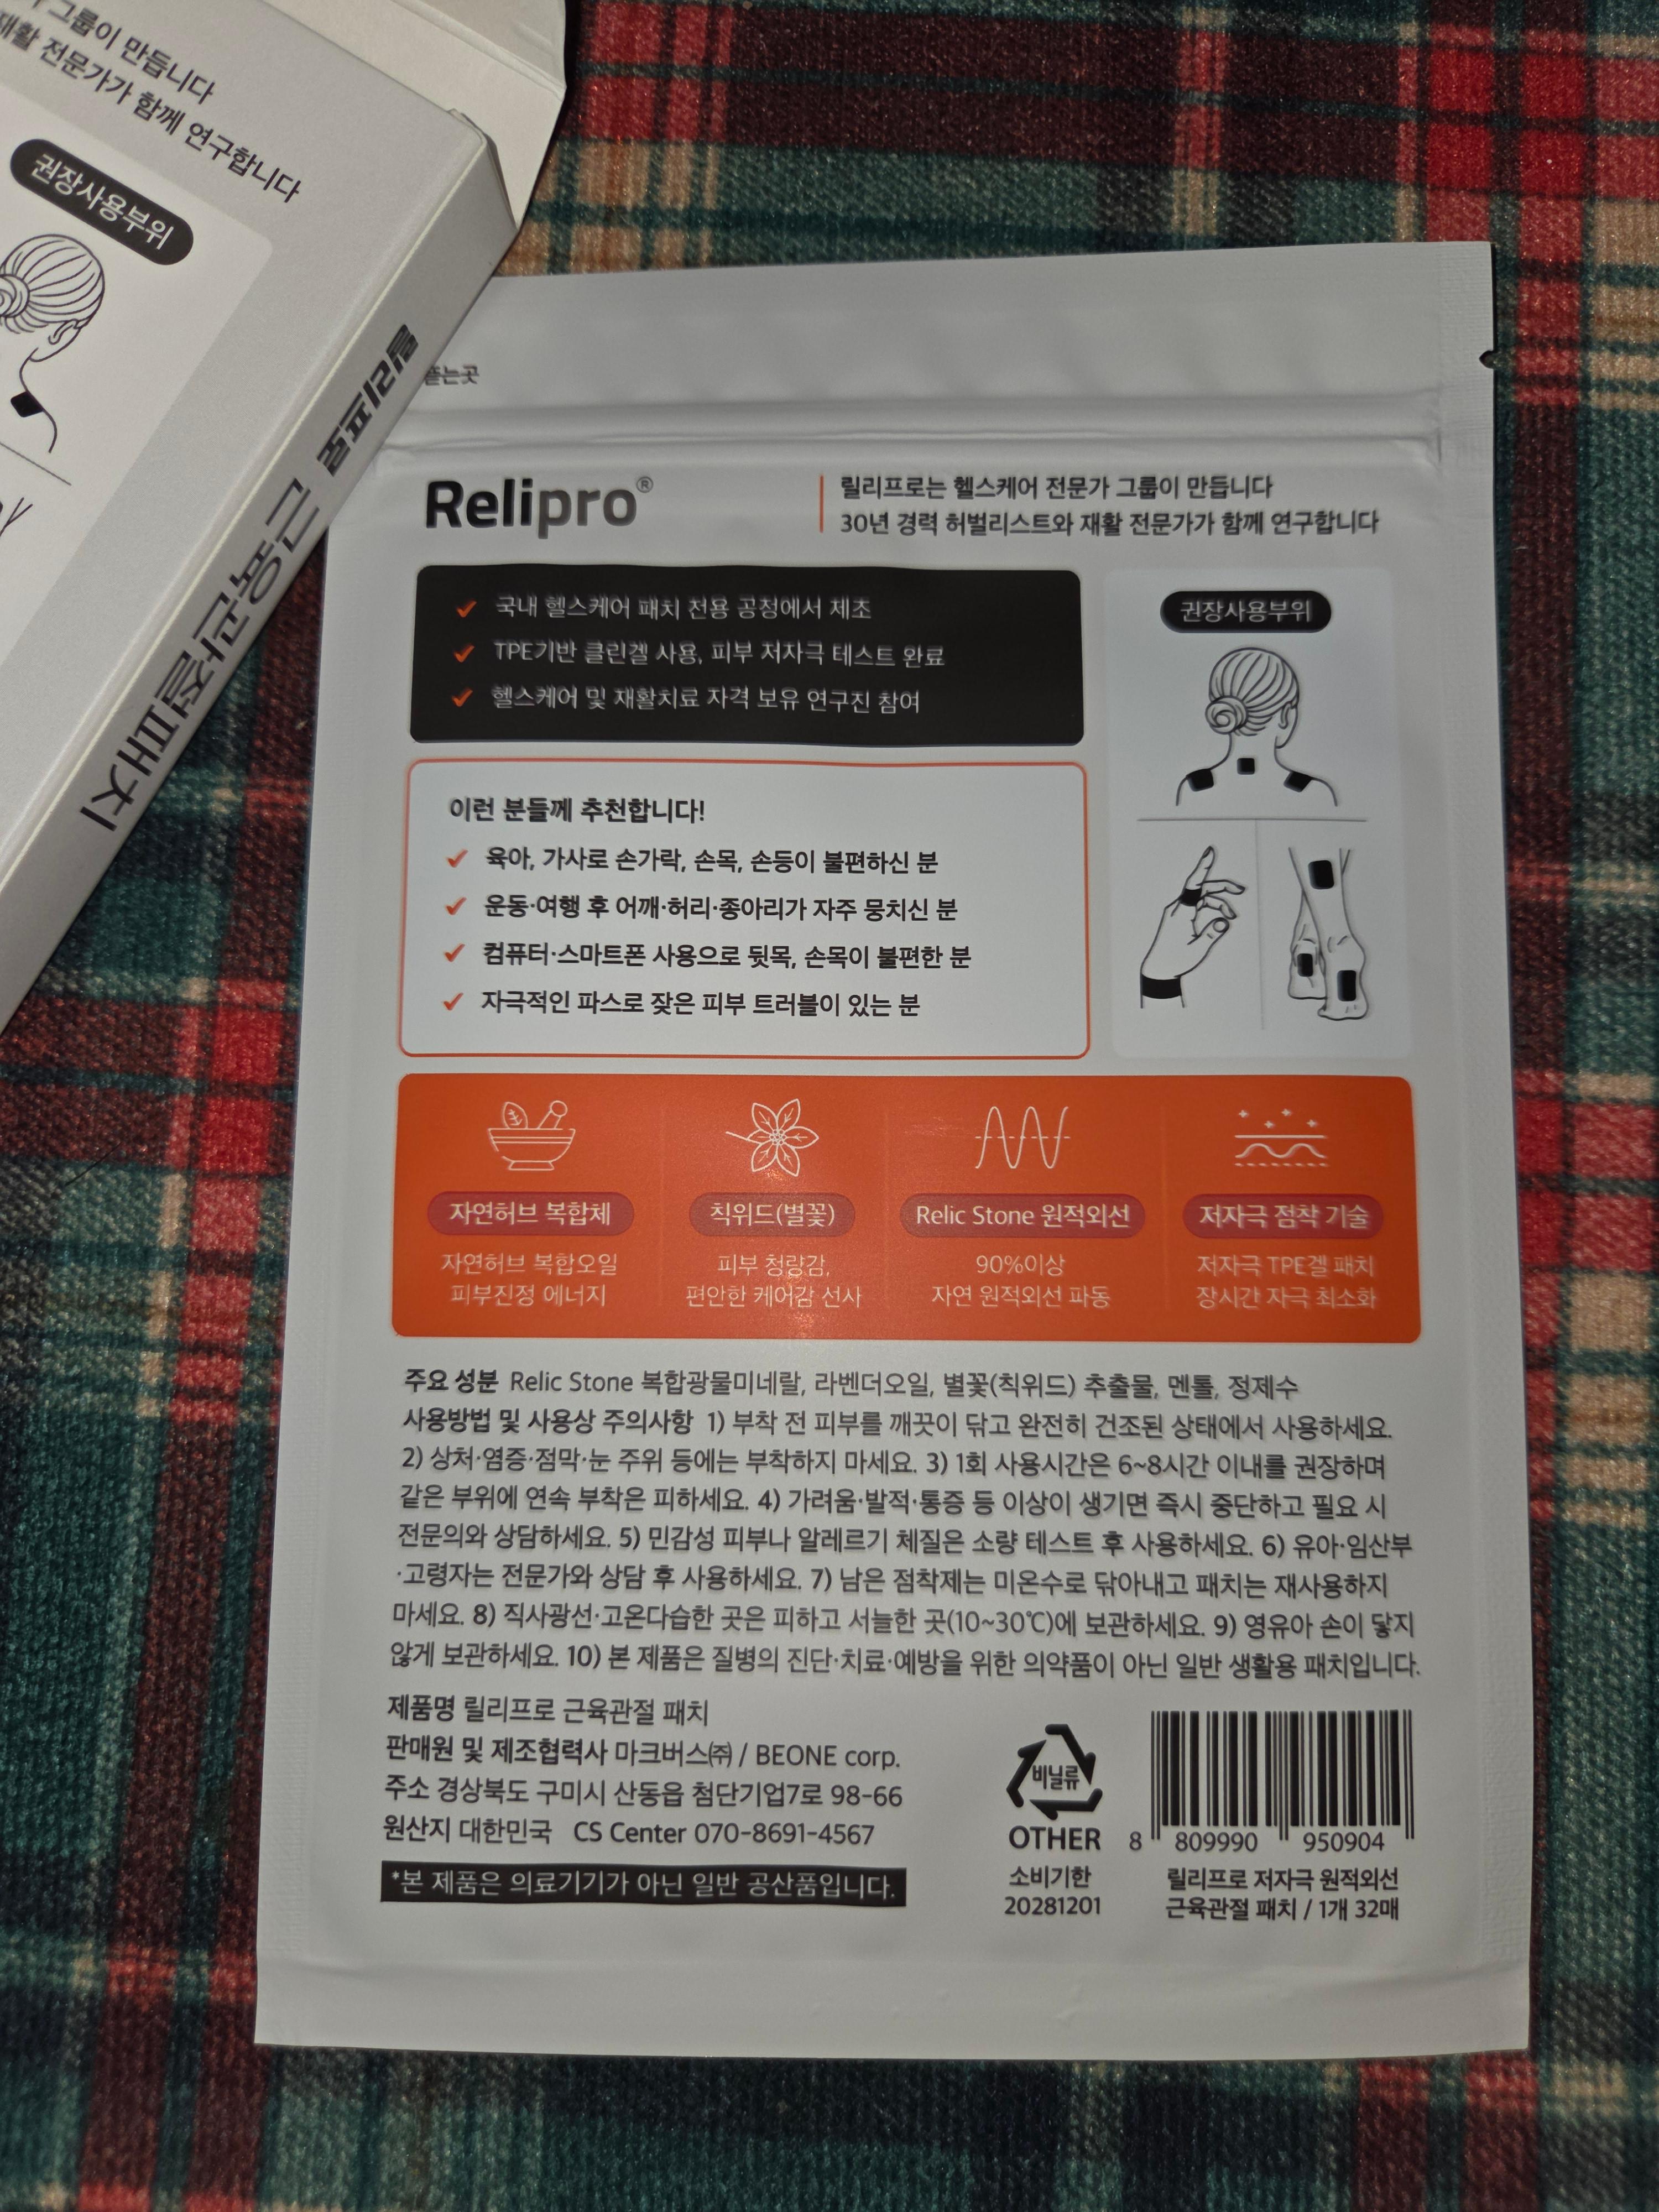 그룹이 만듭니다
재활 전문가가 함께 연구합니다
권장사용부위
릴리프로 근육관절패치
뜯는곳
Relipro®
릴리프로는 헬스케어 전문가 그룹이 만듭니다
30년 경력 허벌리스트와 재활 전문가가 함께 연구합니다
국내 헬스케어 패치 전용 공정에서 제조
TPE기반 클린겔 사용, 피부 저자극 테스트 완료
헬스케어 및 재활치료 자격 보유 연구진 참여
권장사용부위
이런 분들께 추천합니다!
육아, 가사로 손가락, 손목, 손등이 불편하신 분
운동·여행 후 어깨·허리·종아리가 자주 뭉치신 분
컴퓨터·스마트폰 사용으로 뒷목, 손목이 불편한 분
자극적인 파스로 잦은 피부 트러블이 있는 분
자연허브 복합체
자연허브 복합오일
피부진정 에너지
칙위드(별꽃)
피부 청량감,
편안한 케어감 선사
Relic Stone 원적외선
90%이상
자연 원적외선 파동
저자극 점착 기술
저자극 TPE겔 패치
장시간 자극 최소화
주요 성분 Relic Stone 복합광물미네랄, 라벤더오일, 별꽃(칙위드) 추출물, 멘톨, 정제수
사용방법 및 사용상 주의사항 1) 부착 전 피부를 깨끗이 닦고 완전히 건조된 상태에서 사용하세요.
2) 상처·염증·점막·눈 주위 등에는 부착하지 마세요. 3) 1회 사용시간은 6~8시간 이내를 권장하며
같은 부위에 연속 부착은 피하세요. 4) 가려움·발적·통증 등 이상이 생기면 즉시 중단하고 필요 시
전문의와 상담하세요. 5) 민감성 피부나 알레르기 체질은 소량 테스트 후 사용하세요. 6) 유아·임산부
·고령자는 전문가와 상담 후 사용하세요. 7) 남은 점착제는 미온수로 닦아내고 패치는 재사용하지
마세요. 8) 직사광선·고온다습한 곳은 피하고 서늘한 곳(10~30℃)에 보관하세요. 9) 영유아 손이 닿지
않게 보관하세요. 10) 본 제품은 질병의 진단·치료·예방을 위한 의약품이 아닌 일반 생활용 패치입니다.
제품명 릴리프로 근육관절 패치
판매원 및 제조협력사 마크버스㈜ / BEONE corp.
주소 경상북도 구미시 산동읍 첨단기업7로 98-66
원산지 대한민국 CS Center 070-8691-4567
*본 제품은 의료기기가 아닌 일반 공산품입니다.
비닐류
OTHER
소비기한
20281201
8 809990 950904
릴리프로 저자극 원적외선
근육관절 패치 / 1개 32매